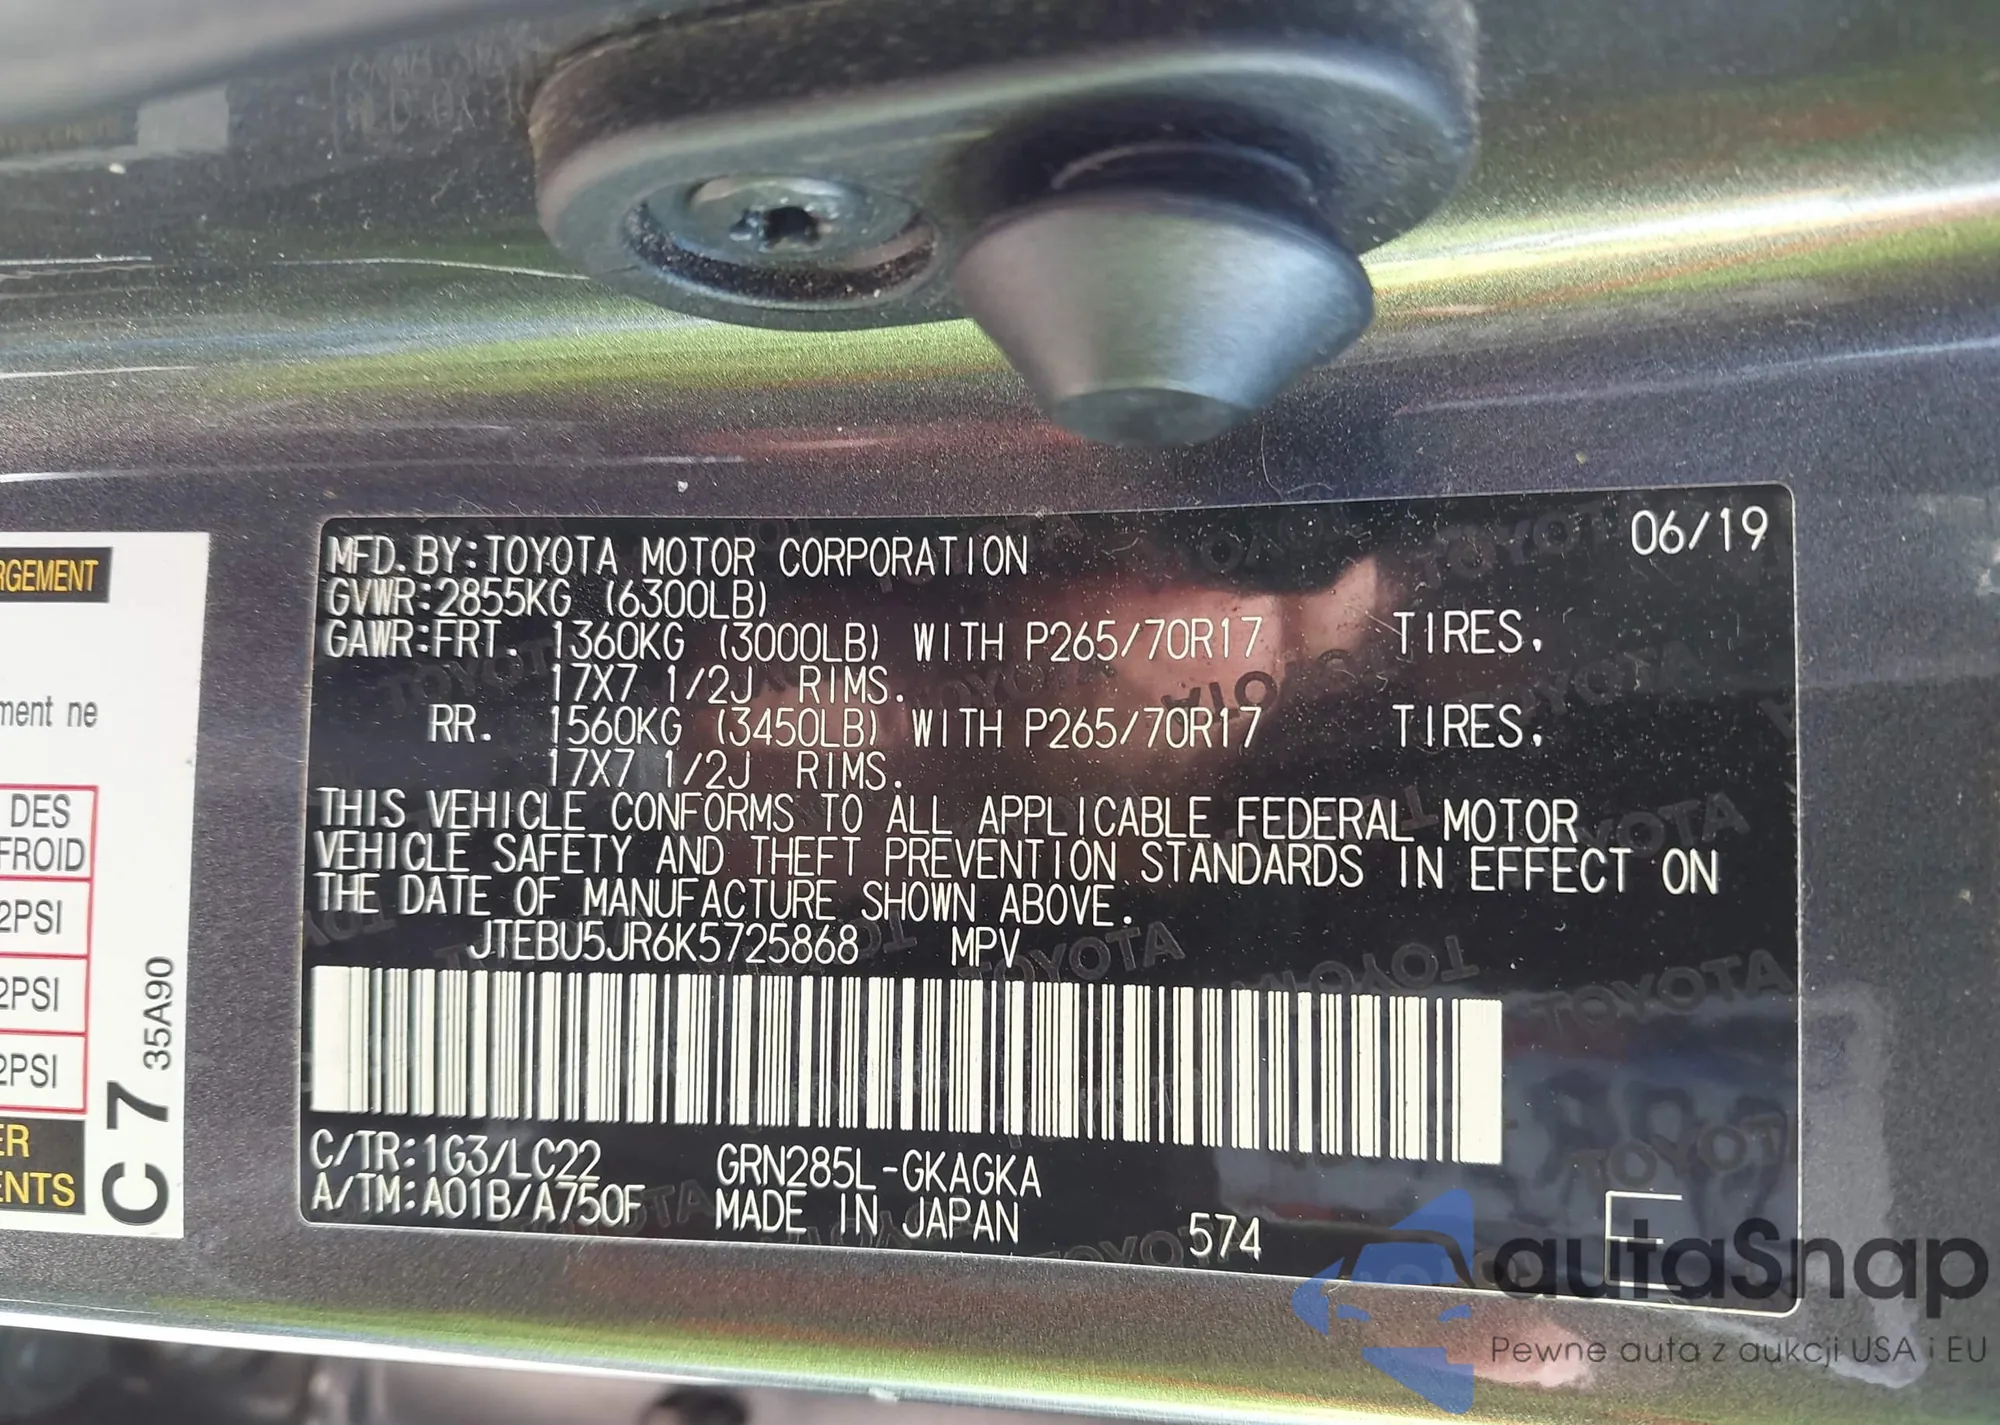 RGEMENT
ment ne
DES
FROID
2PSI
2PSI
2PSI
ER
ENTS
C 7
35A90
06/19
MFD.BY:TOYOTA MOTOR CORPORATION
GVWR:2855KG (6300LB)
GAWR:FRT. 1360KG (3000LB) WITH P265/70R17 TIRES,
17X7 1/2J RIMS.
RR. 1560KG (3450LB) WITH P265/70R17 TIRES,
17X7 1/2J RIMS.
THIS VEHICLE CONFORMS TO ALL APPLICABLE FEDERAL MOTOR
VEHICLE SAFETY AND THEFT PREVENTION STANDARDS IN EFFECT ON
THE DATE OF MANUFACTURE SHOWN ABOVE.
JTEBU5JR6K5725868 MPV
C/TR:1G3/LC22 GRN285L-GKAGKA
A/TM:A01B/A750F MADE IN JAPAN 574
E
autaSnap
Pewne auta z aukcji USA i EU